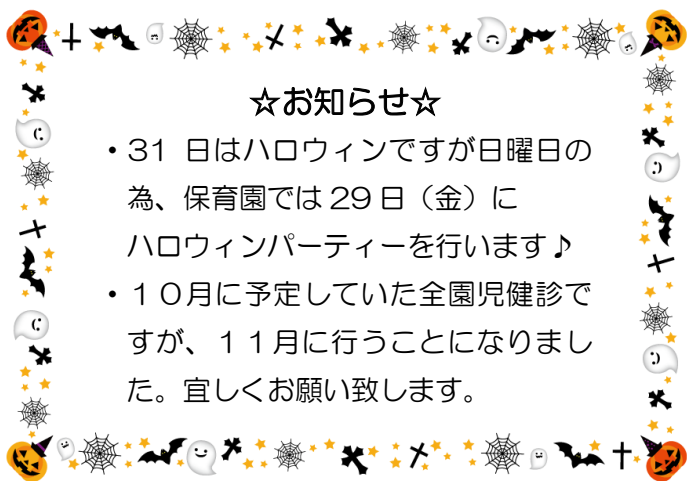 ☆お知らせ☆
・31 日はハロウィンですが日曜日の
為、保育園では 29 日（金）に
ハロウィンパーティーを行います♪
・１０月に予定していた全園児健診で
すが、１１月に行うことになりまし
た。宜しくお願い致します。